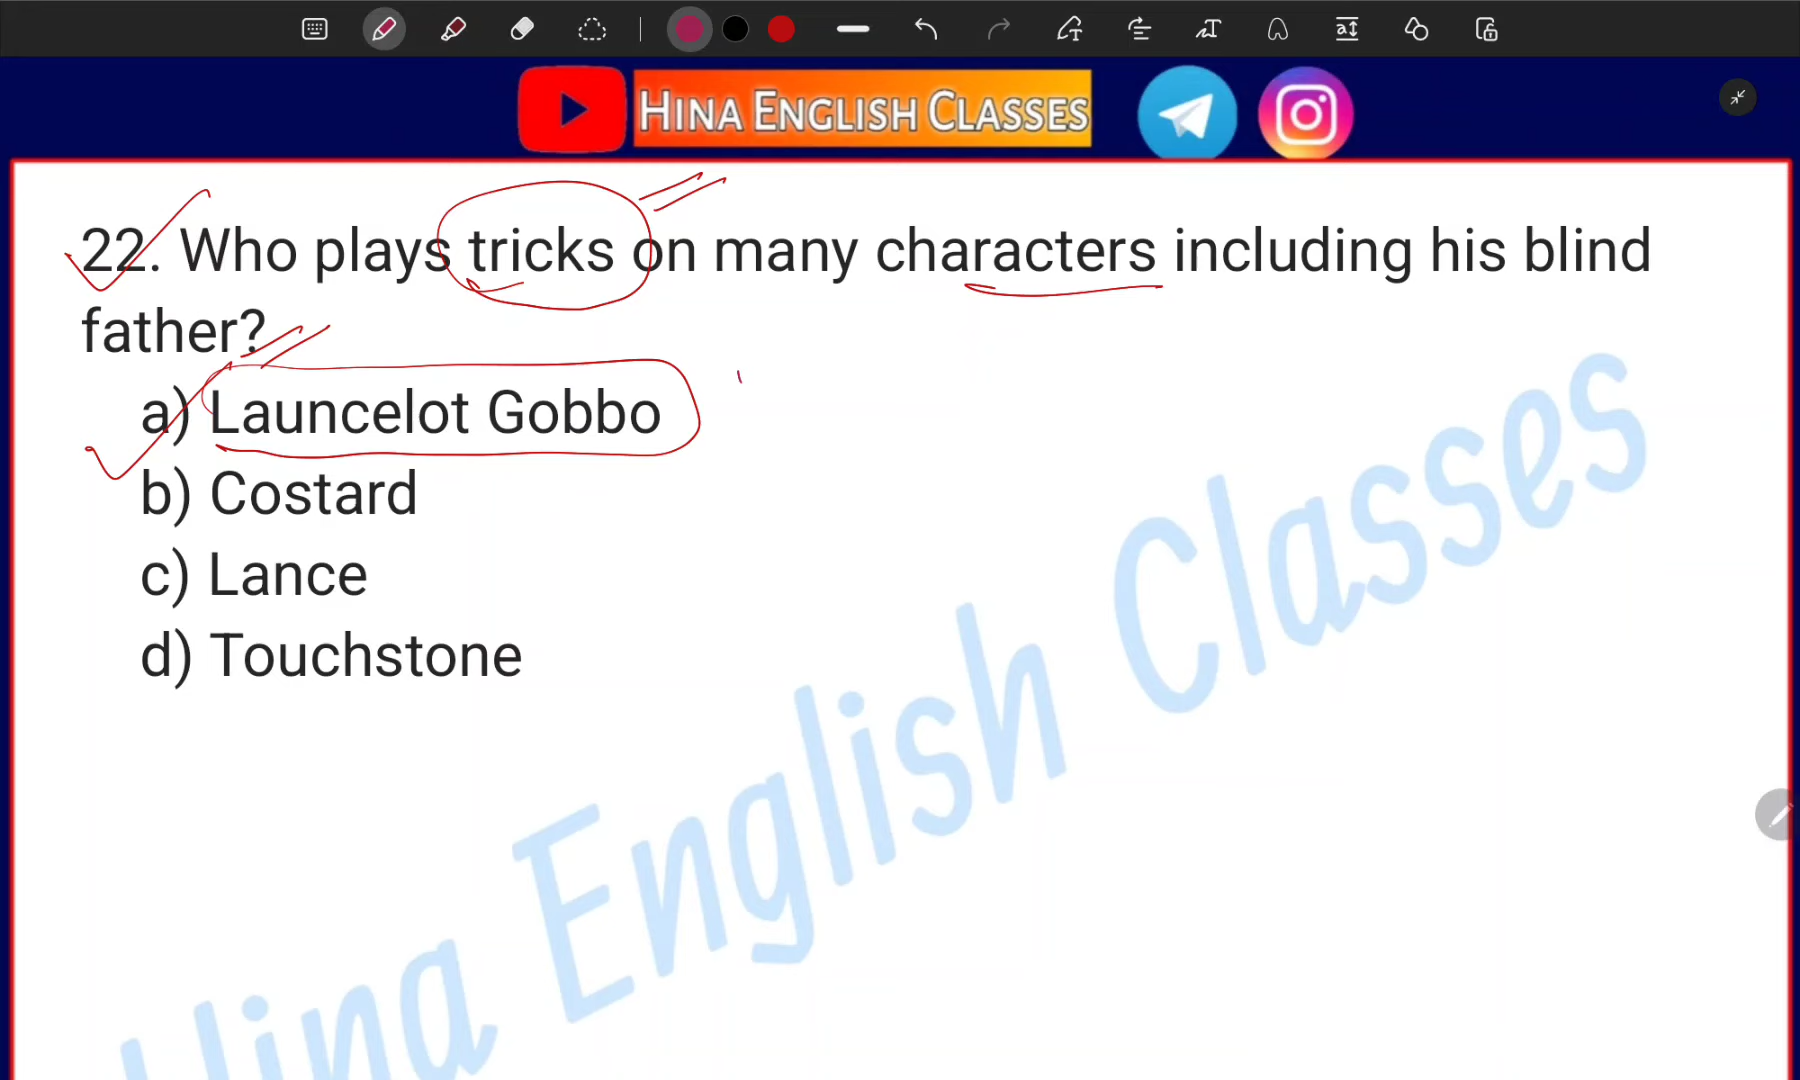 HINA ENGLISH CLASSES
22. Who plays tricks on many characters including his blind
father?
a) Launcelot Gobbo
b) Costard
c) Lance
d) Touchstone
Hina English Classes